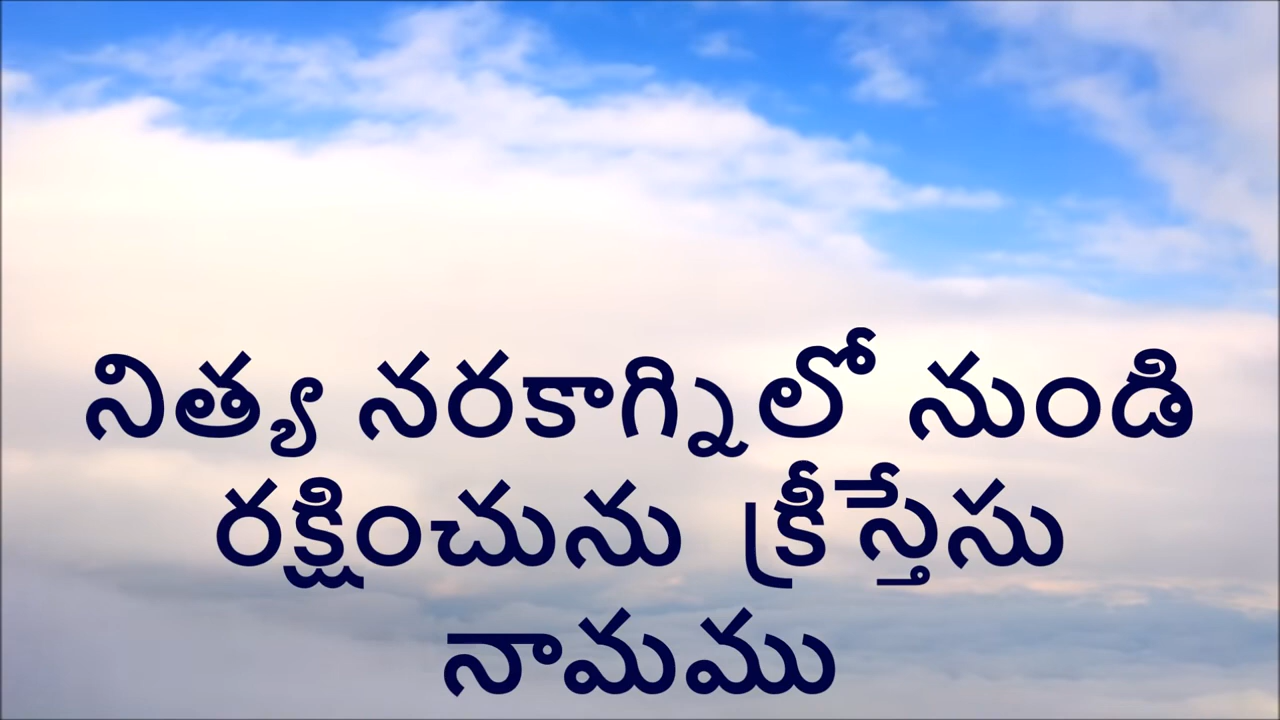 నిత్య నరకాగ్నిలో నుండి
రక్షించును క్రీస్తేసు
నామము